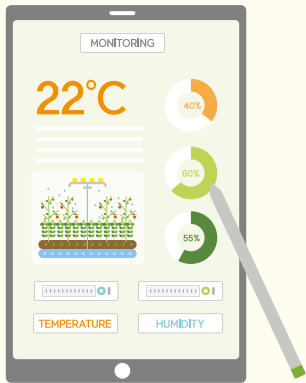 MONITORING
22°C
40%
60%
55%
TEMPERATURE
HUMIDITY